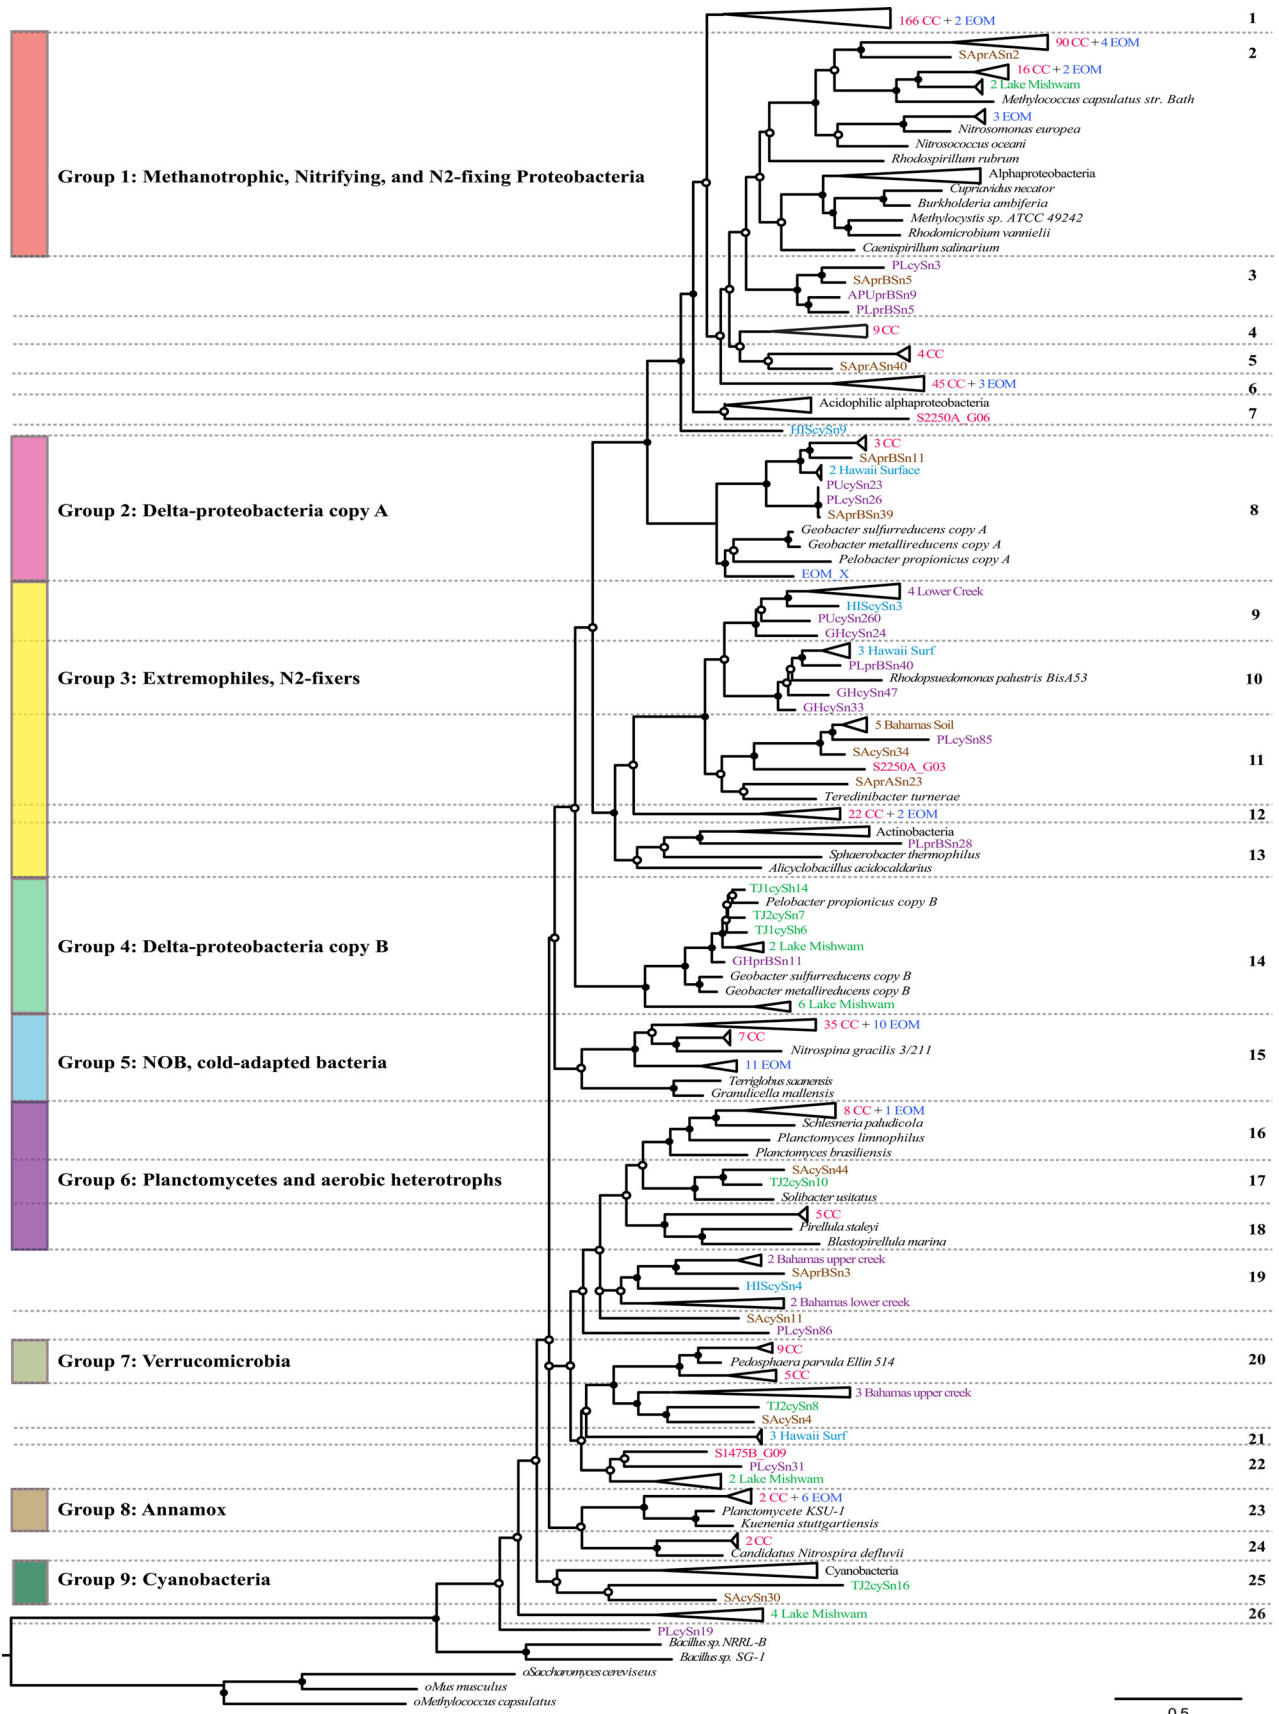 166 CC + 2 EOM
1
90 CC + 4 EOM
2
SAprASn2
16 CC + 2 EOM
2 Lake Mishwam
Methylococcus capsulatus str. Bath
3 EOM
Nitrosomonas europea
Nitrosococcus oceani
Rhodospirillum rubrum
Group 1: Methanotrophic, Nitrifying, and N2-fixing Proteobacteria
Alphaproteobacteria
Cupriavidus necator
Burkholderia ambiferia
Methylocystis sp. ATCC 49242
Rhodomicrobium vannielii
Caenispirillum salinarium
PLcySn3
3
SAprBSn5
APUprBSn9
PLprBSn5
9 CC
4
4 CC
5
SAprASn40
45 CC + 3 EOM
6
Acidophilic alphaproteobacteria
7
S2250A_G06
HIScySn9
3 CC
SAprBSn11
2 Hawaii Surface
PUcySn23
PLcySn26
Group 2: Delta-proteobacteria copy A
8
SAprBSn39
Geobacter sulfurreducens copy A
Geobacter metallireducens copy A
Pelobacter propionicus copy A
EOM_X
4 Lower Creek
HIScySn3
9
PUcySn260
GHcySn24
3 Hawaii Surf
PLprBSn40
Group 3: Extremophiles, N2-fixers
Rhodopsuedomonas palustris BisA53
10
GHcySn47
GHcySn33
5 Bahamas Soil
PLcySn85
SAcySn34
11
S2250A_G03
SAprASn23
Teredinibacter turnerae
22 CC + 2 EOM
12
Actinobacteria
PLprBSn28
Sphaerobacter thermophilus
13
Alicyclobacillus acidocaldarius
TJ1cySh14
Pelobacter propionicus copy B
TJ2cySn7
TJ1cySh6
Group 4: Delta-proteobacteria copy B
2 Lake Mishwam
GHprBSn11
14
Geobacter sulfurreducens copy B
Geobacter metallireducens copy B
6 Lake Mishwam
35 CC + 10 EOM
7 CC
Nitrospina gracilis 3/211
15
Group 5: NOB, cold-adapted bacteria
11 EOM
Terriglobus saanensis
Granulicella mallensis
8 CC + 1 EOM
Schlesneria paludicola
16
Planctomyces limnophilus
Planctomyces brasiliensis
SAcySn44
Group 6: Planctomycetes and aerobic heterotrophs
17
TJ2cySn10
Solibacter usitatus
5 CC
Pirellula staleyi
18
Blastopirellula marina
2 Bahamas upper creek
SAprBSn3
19
HIScySn4
2 Bahamas lower creek
SAcySn11
PLcySn86
9 CC
Group 7: Verrucomicrobia
Pedosphaera parvula Ellin 514
20
5 CC
3 Bahamas upper creek
TJ2cySn8
SAcySn4
3 Hawaii Surf
21
S1475B_G09
PLcySn31
22
2 Lake Mishwam
2 CC + 6 EOM
Group 8: Annamox
Planctomycete KSU-1
23
Kuenenia stuttgartiensis
2 CC
24
Candidatus Nitrospira defluvii
Cyanobacteria
Group 9: Cyanobacteria
25
TJ2cySn16
SAcySn30
4 Lake Mishwam
26
PLcySn19
Bacillus sp. NRRL-B
Bacillus sp. SG-1
oSaccharomyces cereviseus
oMus musculus
oMethylococcus capsulatus
0.5